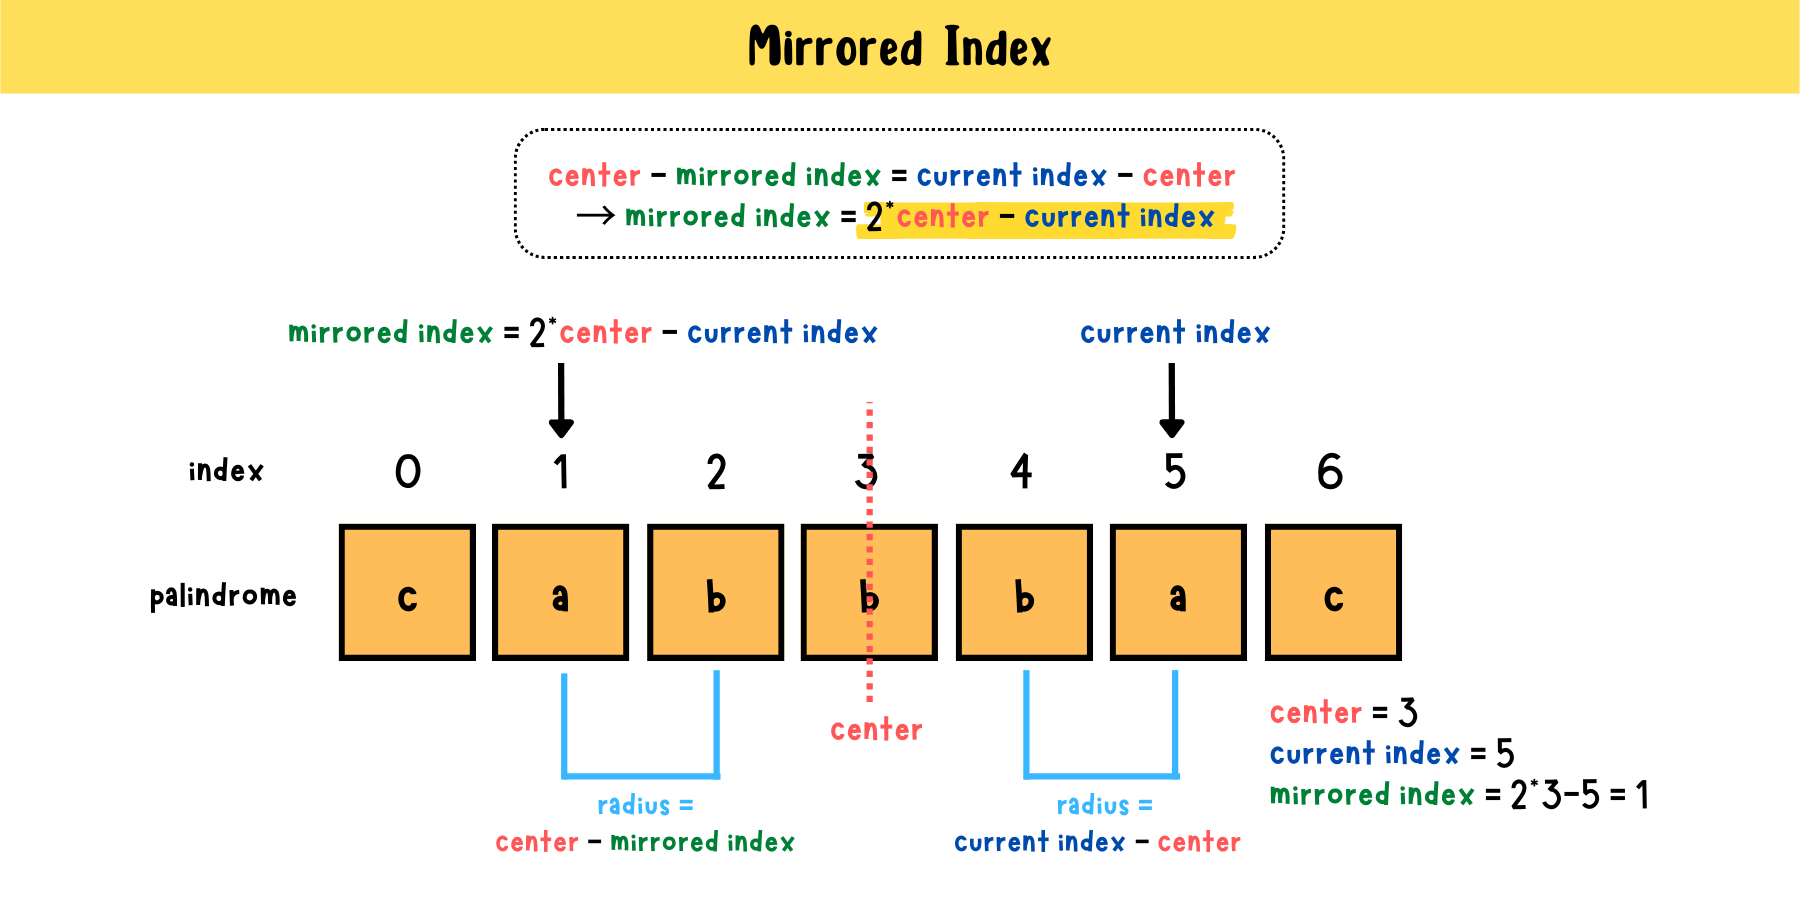 Mirrored Index
center - mirrored index = current index - center
→ mirrored index = 2*center - current index
mirrored index = 2*center - current index
current index
index 0 1 2 3 4 5 6
palindrome c a b b b a c
center
radius =
center - mirrored index
radius =
current index - center
center = 3
current index = 5
mirrored index = 2*3-5 = 1